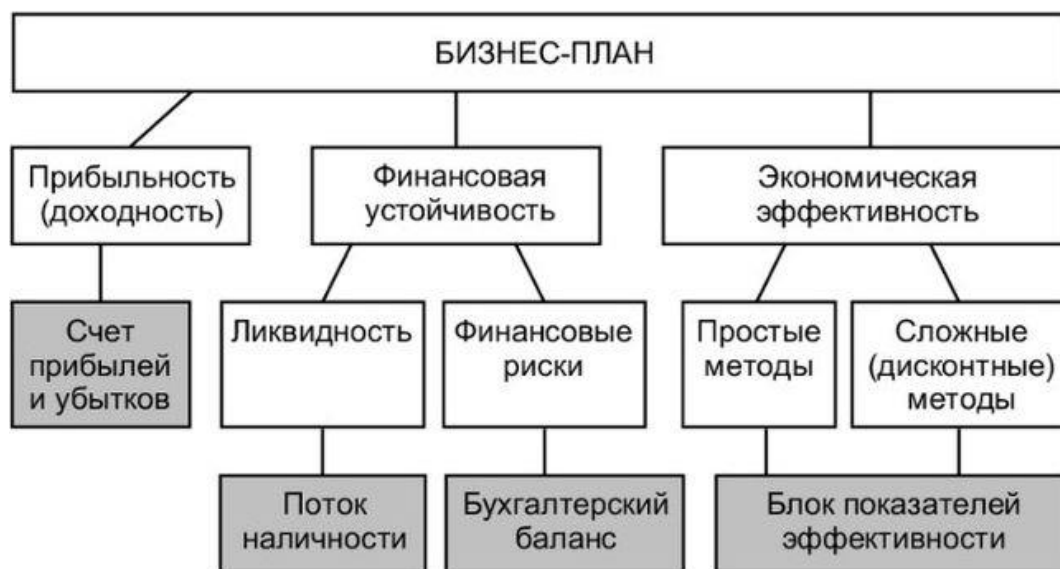 БИЗНЕС-ПЛАН
Прибыльность
(доходность)
Финансовая
устойчивость
Экономическая
эффективность
Счет
прибылей
и убытков
Ликвидность
Финансовые
риски
Простые
методы
Сложные
(дисконтные)
методы
Поток
наличности
Бухгалтерский
баланс
Блок показателей
эффективности